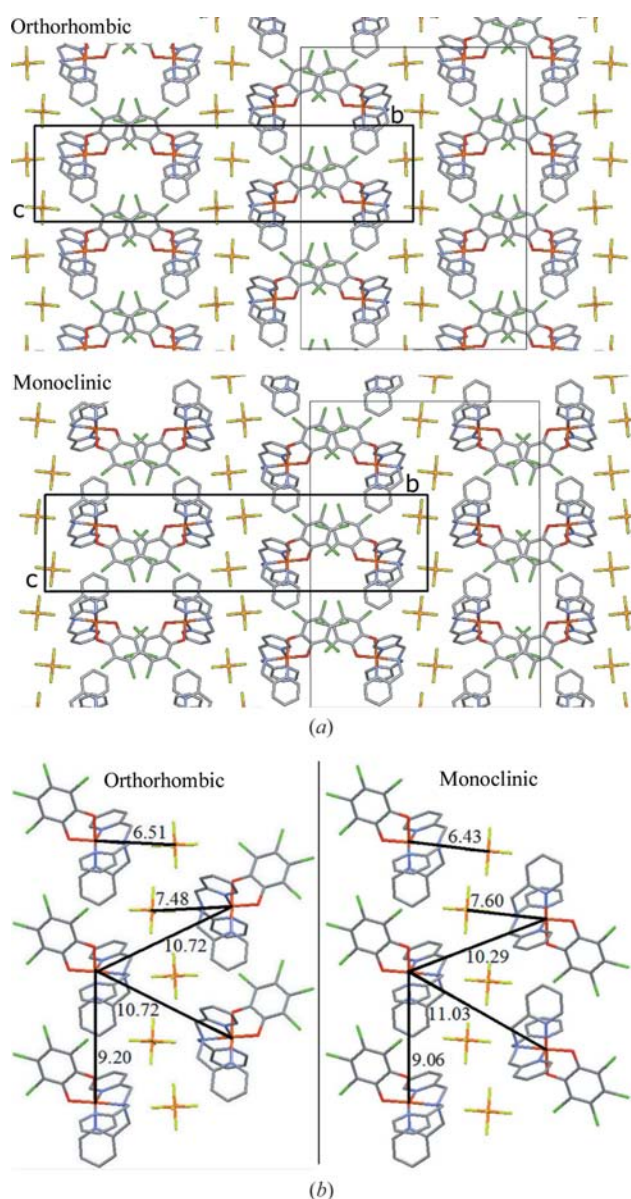 Orthorhombic
b
c
Monoclinic
b
c
(a)
Orthorhombic
Monoclinic
6.51
6.43
7.48
7.60
10.72
10.29
10.72
11.03
9.20
9.06
(b)